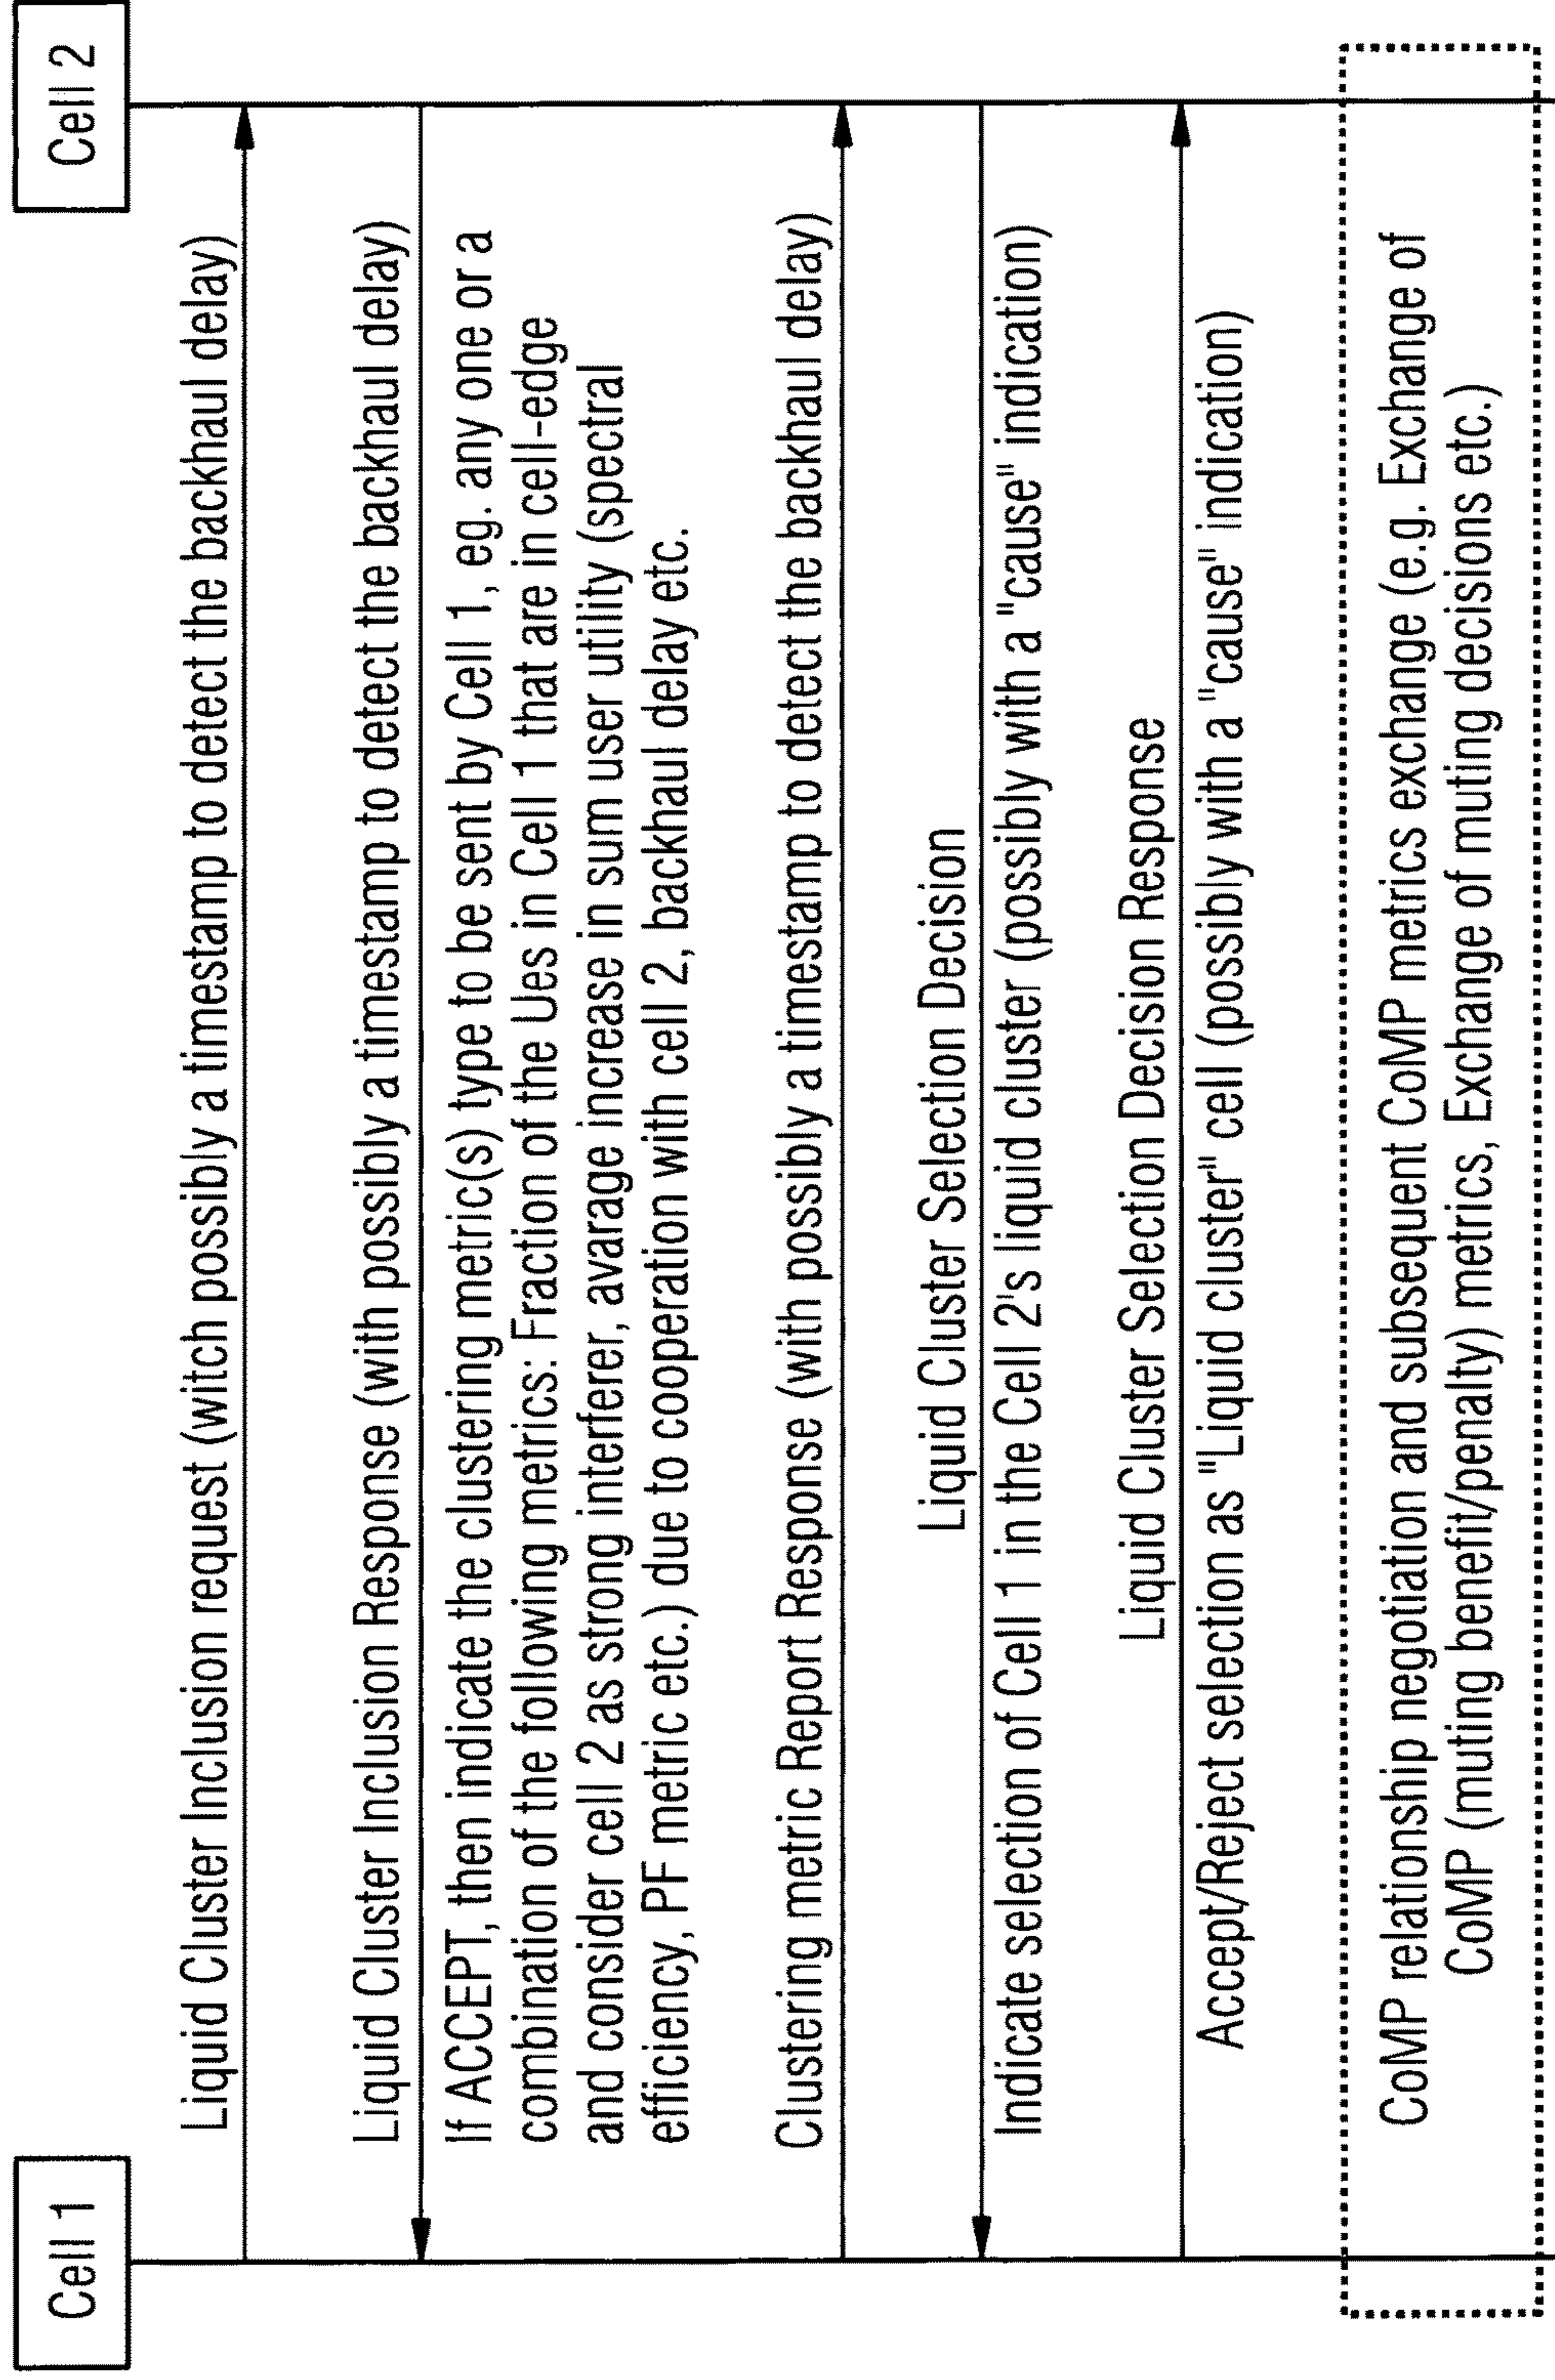 Cell 1
Cell 2
Liquid Cluster Inclusion request (witch possibly a timestamp to detect the backhaul delay)
Liquid Cluster Inclusion Response (with possibly a timestamp to detect the backhaul delay)
If ACCEPT, then indicate the clustering metric(s) type to be sent by Cell 1, eg. any one or a
combination of the following metrics: Fraction of the Ues in Cell 1 that are in cell-edge
and consider cell 2 as strong interferer, avarage increase in sum user utility (spectral
efficiency, PF metric etc.) due to cooperation with cell 2, backhaul delay etc.
Clustering metric Report Response (with possibly a timestamp to detect the backhaul delay)
Liquid Cluster Selection Decision
Indicate selection of Cell 1 in the Cell 2's liquid cluster (possibly with a "cause" indication)
Liquid Cluster Selection Decision Response
Accept/Reject selection as "Liquid cluster" cell (possibly with a "cause" indication)
CoMP relationship negotiation and subsequent CoMP metrics exchange (e.g. Exchange of
CoMP (muting benefit/penalty) metrics, Exchange of muting decisions etc.)